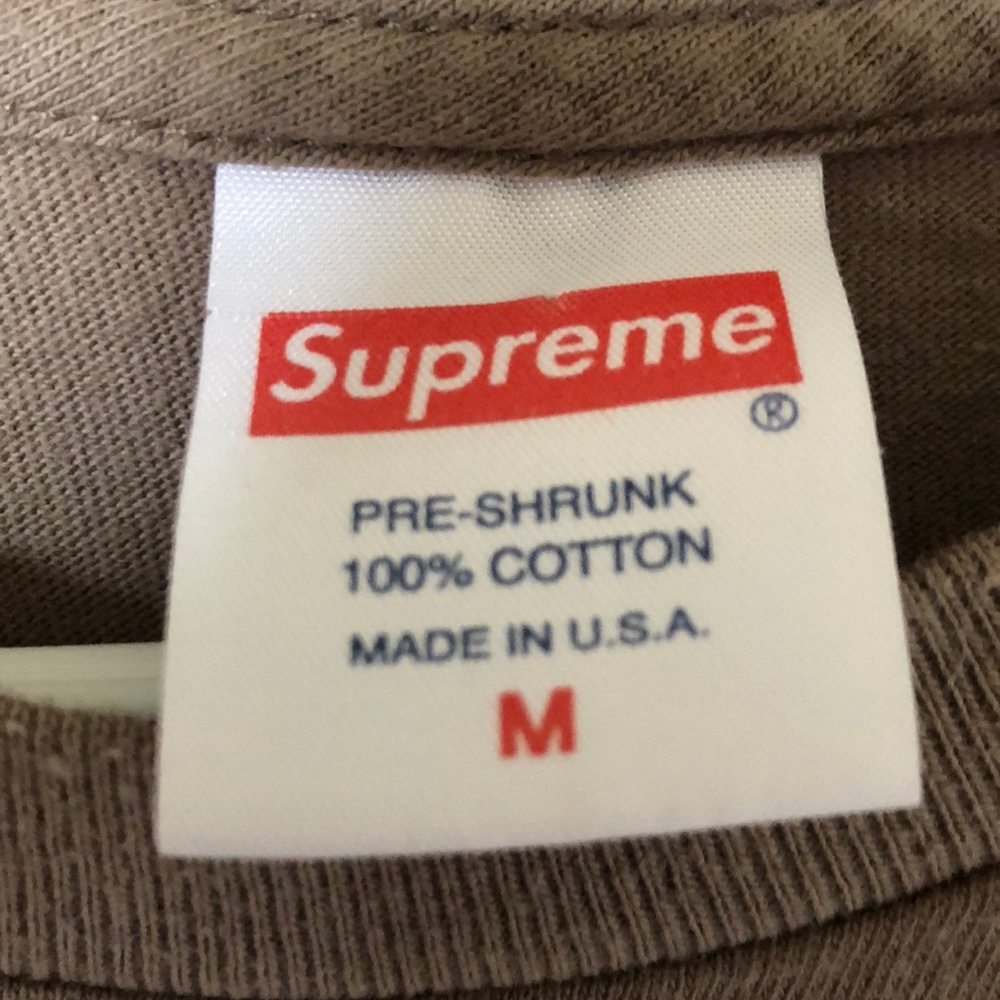 Supreme
®
PRE-SHRUNK
100% COTTON
MADE IN U.S.A.
M